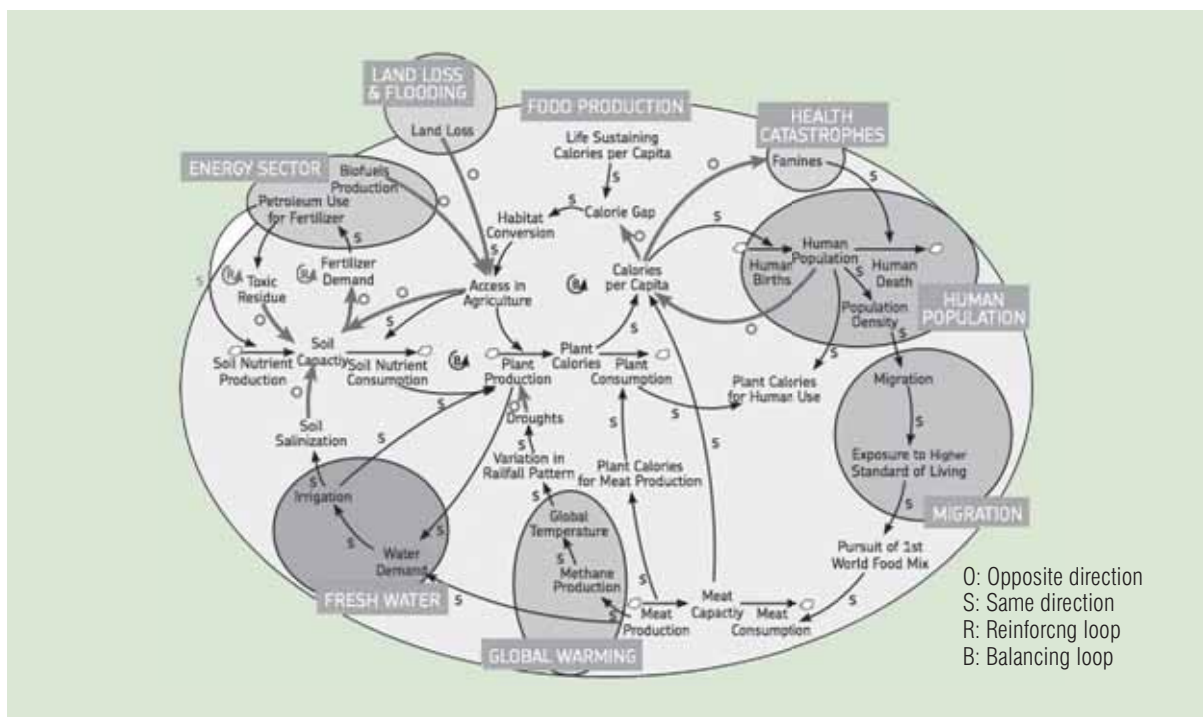 LAND LOSS
& FLOODING
Land Loss
FODO PRODUCTION
Life Sustaining
Calories per Capita
S
Calorie Gap
S
Habitat
Conversion
S
O
HEALTH
CATASTROPHES
Famines
O
S
ENERGY SECTOR
Biofuels
Production
Petroleum Use
for Fertilizer
O
O
S
Fertilizer
Demand
R
R
S
Toxic
Residue
O
O
O
Access in
Agriculture
B
Calories
per Capita
S
Human
Births
Human
Population
Human
Death
S
Population
Density
S
HUMAN
POPULATION
O
S
Soil Nutrient
Production
Soil
Capactiy
Soil Nutrient
Consumption
S
B
Plant
Production
Plant
Calories
Plant
Consumption
S
S
Plant Calories
for Human Use
S
O
Soil
Salinization
S
S
O
Droughts
S
Variation in
Railfall Pattern
S
Plant Calories
for Meat Production
S
S
S
Migration
S
Exposure to Higher
Standard of Living
S
MIGRATION
Irrigation
S
Water
Demand
S
FRESH WATER
S
Global
Temperature
S
Methane
Production
S
Meat
Production
Meat
Capactiy
Meat
Consumption
S
Pursuit of 1st
World Food Mix
GLOBAL WARMING
O: Opposite direction
S: Same direction
R: Reinforcng loop
B: Balancing loop